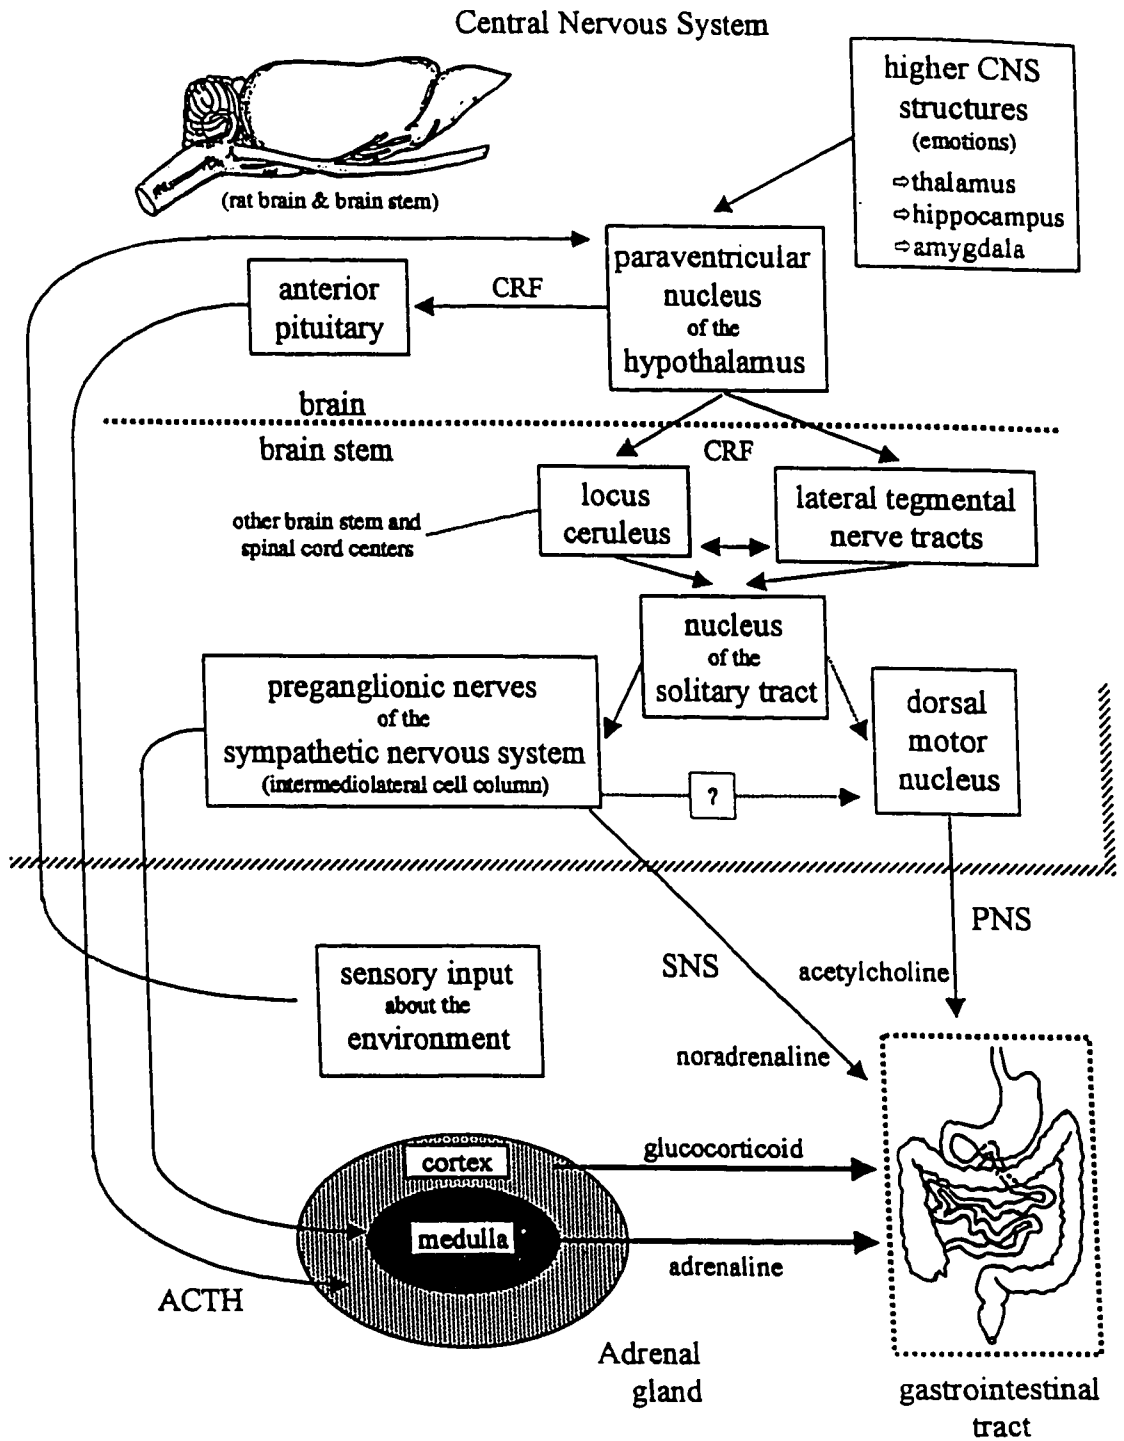 Central Nervous System
(rat brain & brain stem)
higher CNS
structures
(emotions)
⇨thalamus
⇨hippocampus
⇨amygdala
paraventricular
nucleus
of the
hypothalamus
CRF
anterior
pituitary
brain
brain stem
CRF
locus
ceruleus
lateral tegmental
nerve tracts
other brain stem and
spinal cord centers
nucleus
of the
solitary tract
preganglionic nerves
of the
sympathetic nervous system
(intermediolateral cell column)
?
dorsal
motor
nucleus
PNS
SNS
acetylcholine
sensory input
about the
environment
noradrenaline
cortex
glucocorticoid
medulla
adrenaline
ACTH
Adrenal
gland
gastrointestinal
tract